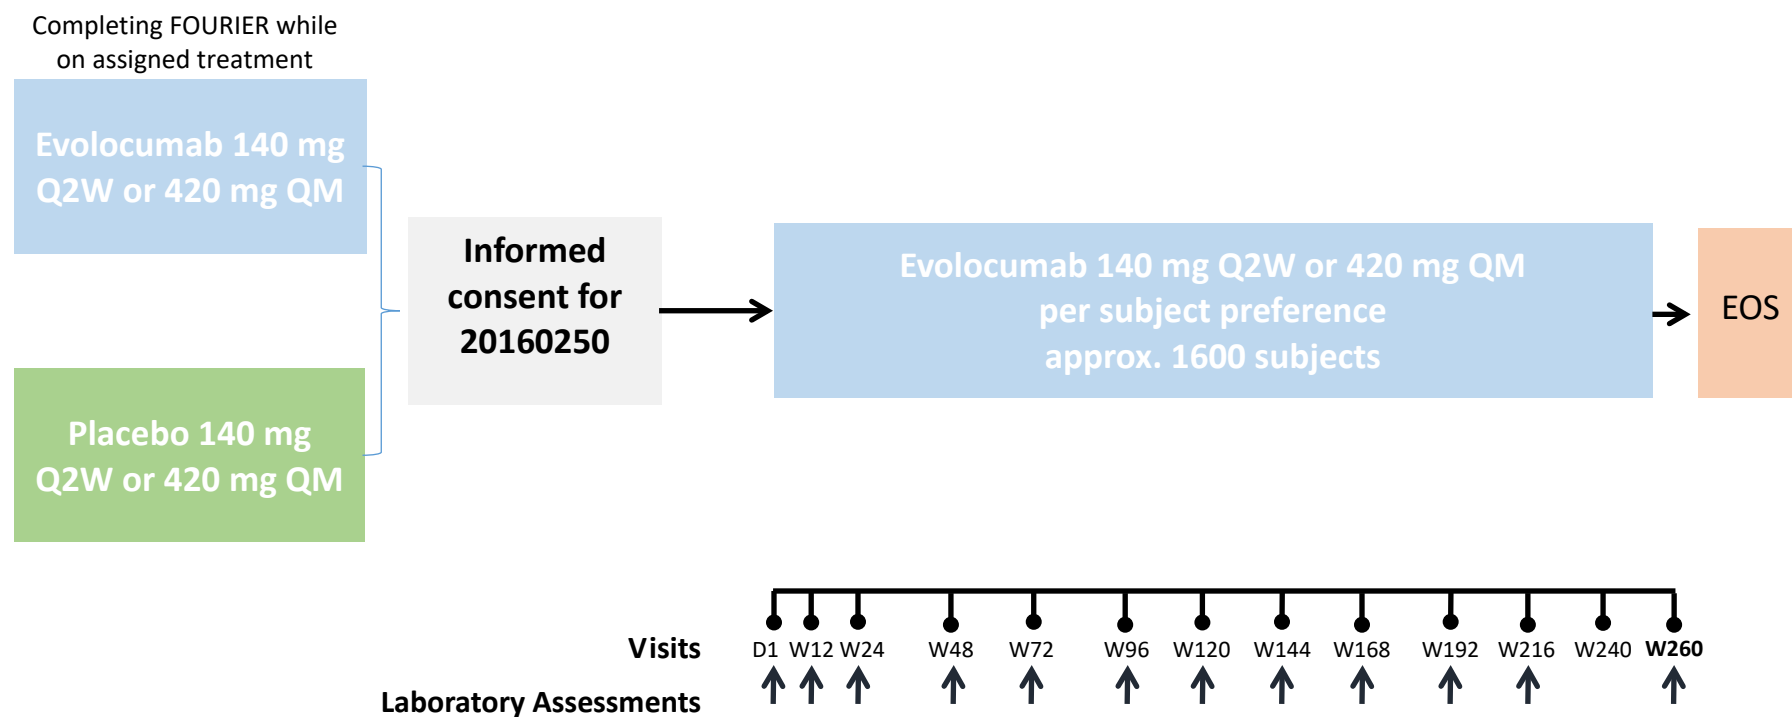 Completing FOURIER while
on assigned treatment
Evolocumab 140 mg
Q2W or 420 mg QM
Placebo 140 mg
Q2W or 420 mg QM
Informed
consent for
20160250
Evolocumab 140 mg Q2W or 420 mg QM
per subject preference
approx. 1600 subjects
EOS
Visits D1 W12 W24 W48 W72 W96 W120 W144 W168 W192 W216 W240 W260
Laboratory Assessments